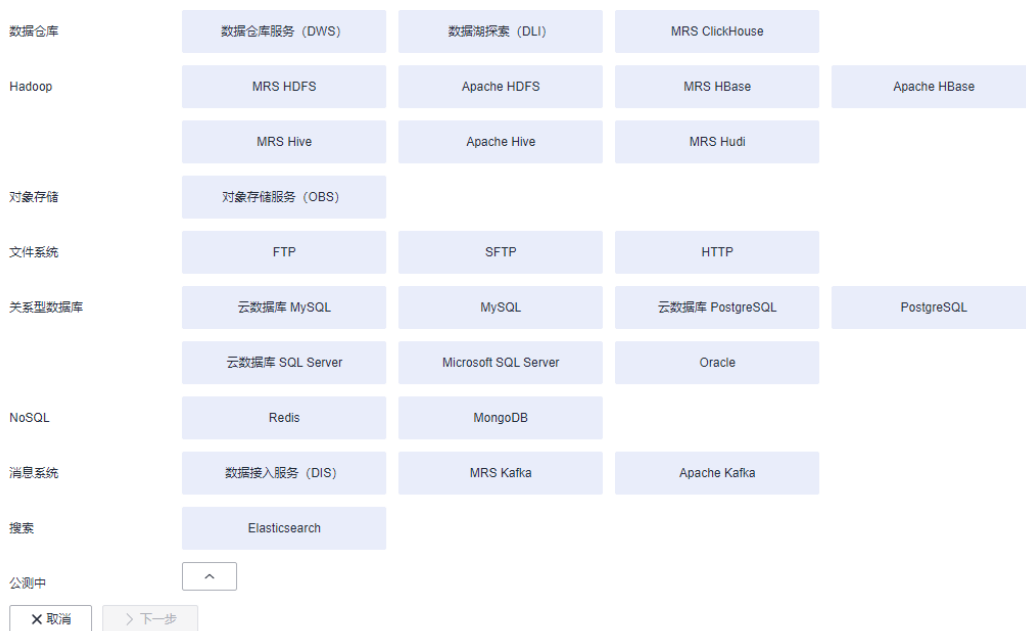 数据仓库 数据仓库服务（DWS） 数据湖探索（DLI） MRS ClickHouse
Hadoop MRS HDFS Apache HDFS MRS HBase Apache HBase
MRS Hive Apache Hive MRS Hudi
对象存储 对象存储服务（OBS）
文件系统 FTP SFTP HTTP
关系型数据库 云数据库 MySQL MySQL 云数据库 PostgreSQL PostgreSQL
云数据库 SQL Server Microsoft SQL Server Oracle
NoSQL Redis MongoDB
消息系统 数据接入服务（DIS） MRS Kafka Apache Kafka
搜索 Elasticsearch
公测中
取消 下一步